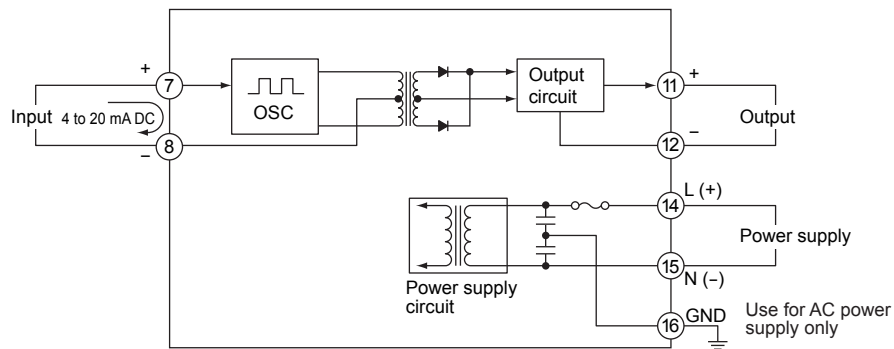 +
7
Input
4 to 20 mA DC
−
8
OSC
Output
circuit
11
+
Output
12
−
L (+)
14
Power supply
15
N (−)
Power supply
circuit
16
GND
Use for AC power
supply only